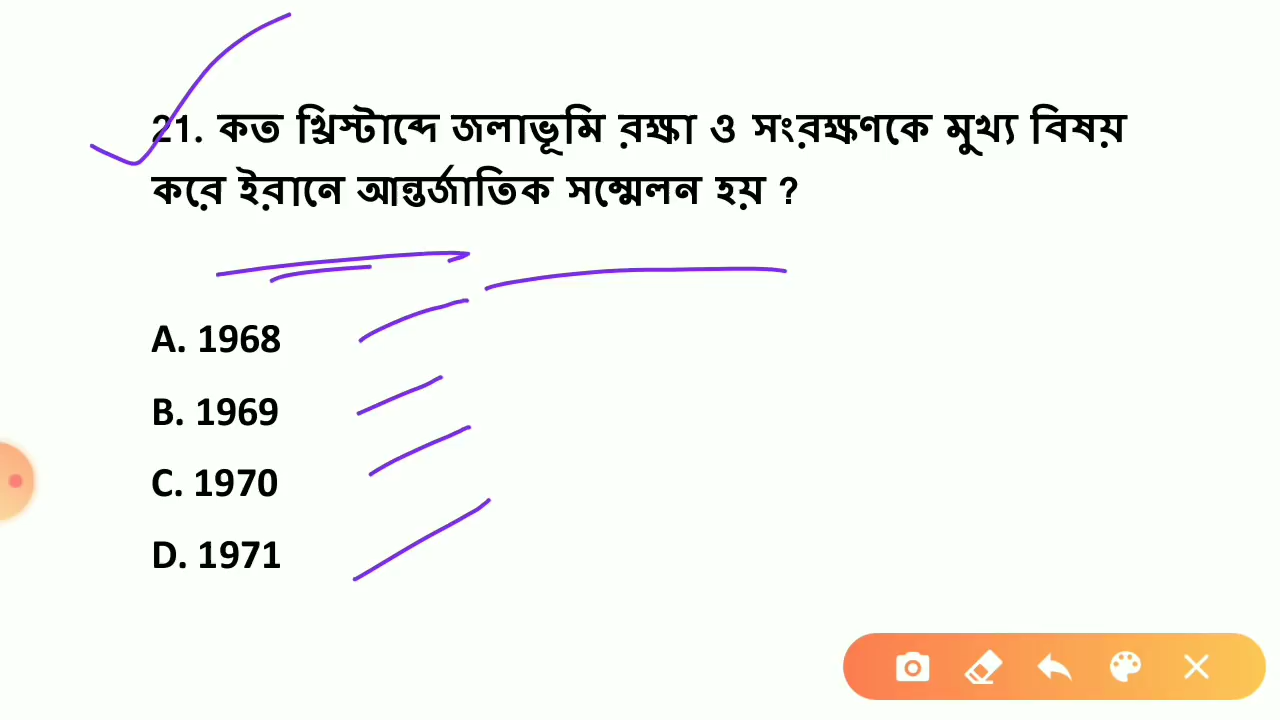 21. কত খ্রিস্টাব্দে জলাভূমি রক্ষা ও সংরক্ষণকে মুখ্য বিষয়
করে ইরানে আন্তর্জাতিক সম্মেলন হয় ?
A. 1968
B. 1969
C. 1970
D. 1971